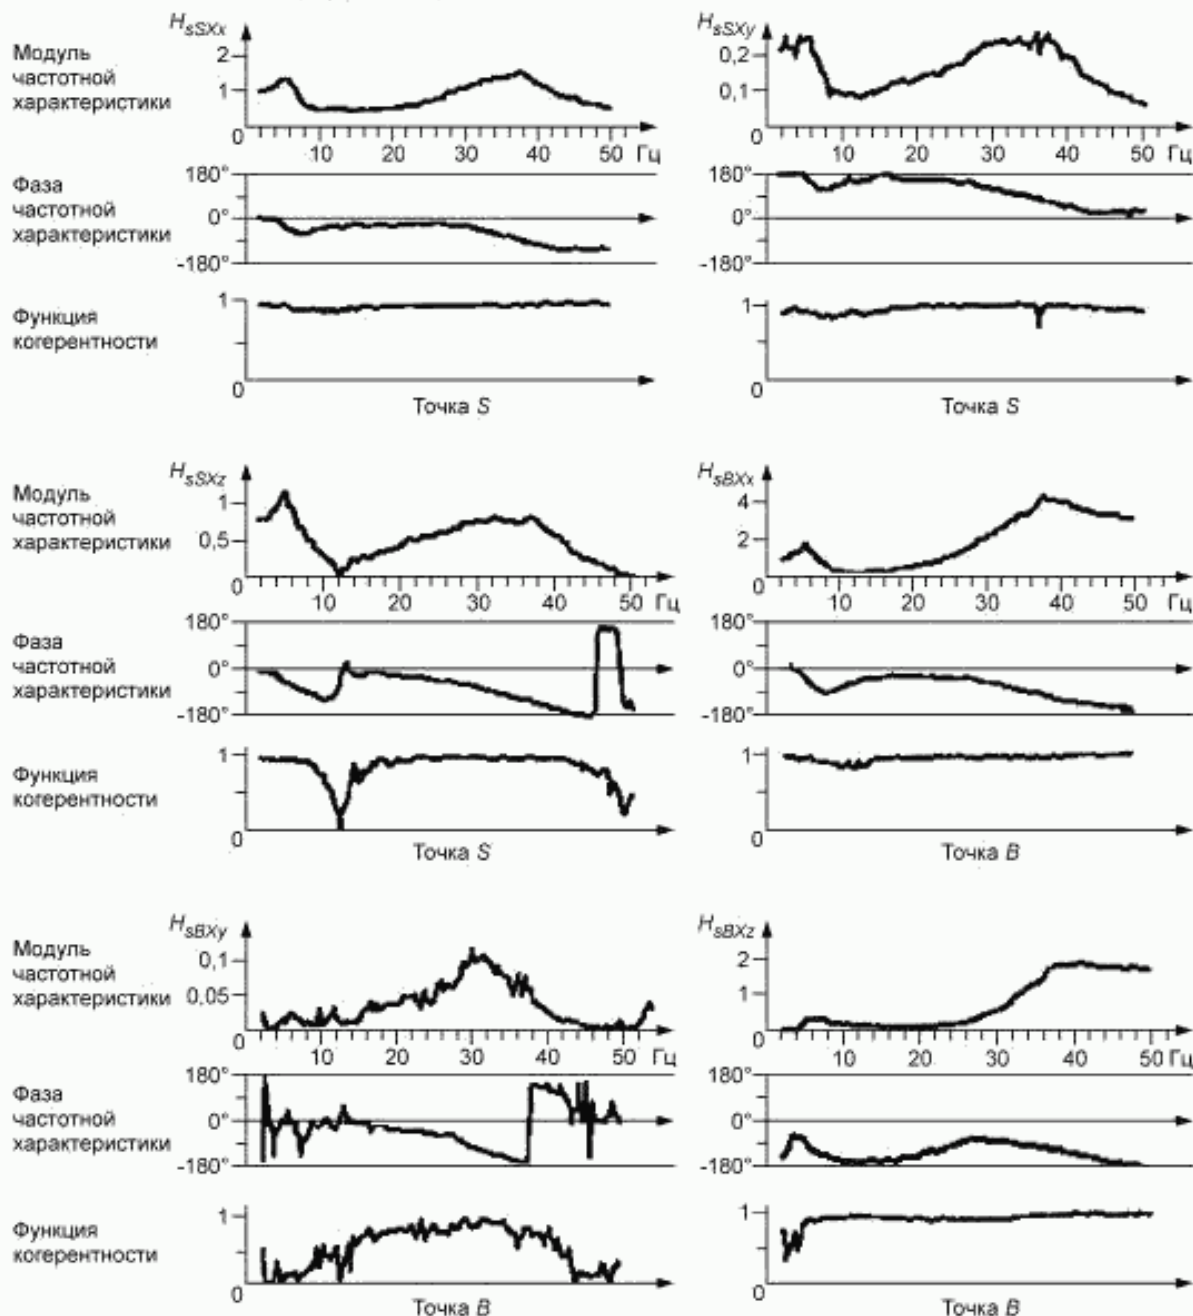 H_sSXx
Модуль
частотной
характеристики
2
1
0
10 20 30 40 50 Гц
Фаза
частотной
характеристики
180°
0°
-180°
Функция
когерентности
1
0
Точка S
H_sSXy
0,2
0,1
0
10 20 30 40 50 Гц
180°
0°
-180°
1
0
Точка S
H_sSXz
Модуль
частотной
характеристики
1
0,5
0
10 20 30 40 50 Гц
Фаза
частотной
характеристики
180°
0°
-180°
Функция
когерентности
1
0
Точка S
H_sBXx
4
2
0
10 20 30 40 50 Гц
180°
0°
-180°
1
0
Точка B
H_sBXy
Модуль
частотной
характеристики
0,1
0,05
0
10 20 30 40 50 Гц
Фаза
частотной
характеристики
180°
0°
-180°
Функция
когерентности
1
0
Точка B
H_sBXz
2
1
0
10 20 30 40 50 Гц
180°
0°
-180°
1
0
Точка B